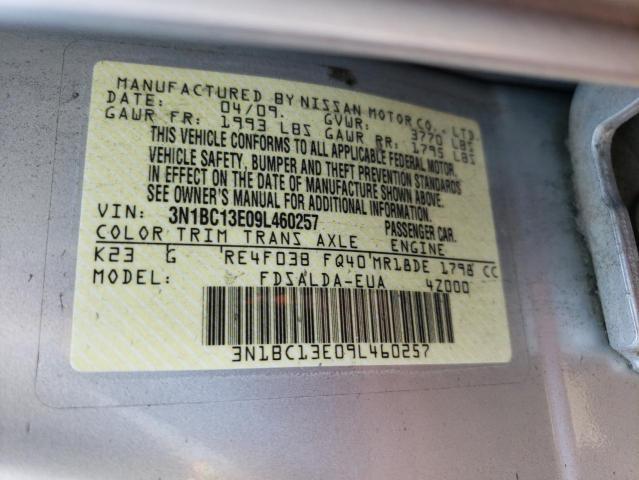 MANUFACTURED BY NISSAN MOTOR CO., LTD.
DATE: 04/09. GVWR: 3770 LBS
GAWR FR: 1993 LBS GAWR RR: 1795 LBS
THIS VEHICLE CONFORMS TO ALL APPLICABLE FEDERAL MOTOR
VEHICLE SAFETY, BUMPER AND THEFT PREVENTION STANDARDS
IN EFFECT ON THE DATE OF MANUFACTURE SHOWN ABOVE.
SEE OWNER'S MANUAL FOR ADDITIONAL INFORMATION.
VIN: 3N1BC13E09L460257 PASSENGER CAR.
COLOR TRIM TRANS AXLE ENGINE
K23 G RE4F03B FQ40 MR18DE 1798 CC
MODEL: FDSALDA-EUA 4Z000
3N1BC13E09L460257